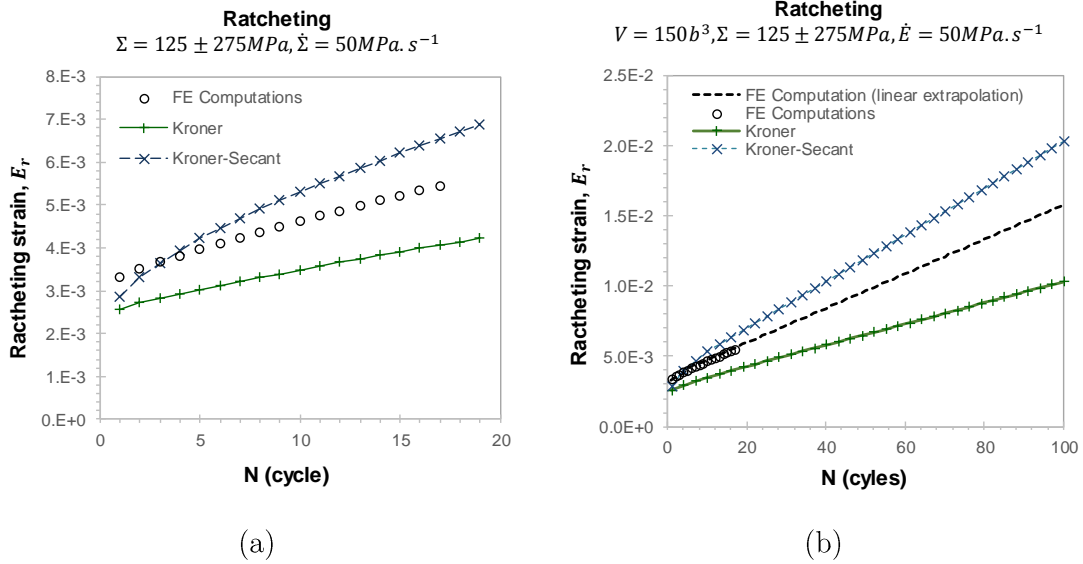 Ratcheting
Σ = 125 ± 275MPa, Σ̇ = 50MPa.s⁻¹
8.E-3
7.E-3
6.E-3
5.E-3
4.E-3
3.E-3
2.E-3
1.E-3
0.E+0
Ractheting strain, E_r
FE Computations
Kroner
Kroner-Secant
0
5
10
15
20
N (cycle)
(a)
Ratcheting
V = 150b³,Σ = 125 ± 275MPa,Ė = 50MPa.s⁻¹
2.5E-2
2.0E-2
1.5E-2
1.0E-2
5.0E-3
0.0E+0
Ractheting strain, E_r
FE Computation (linear extrapolation)
FE Computations
Kroner
Kroner-Secant
0
20
40
60
80
100
N (cyles)
(b)